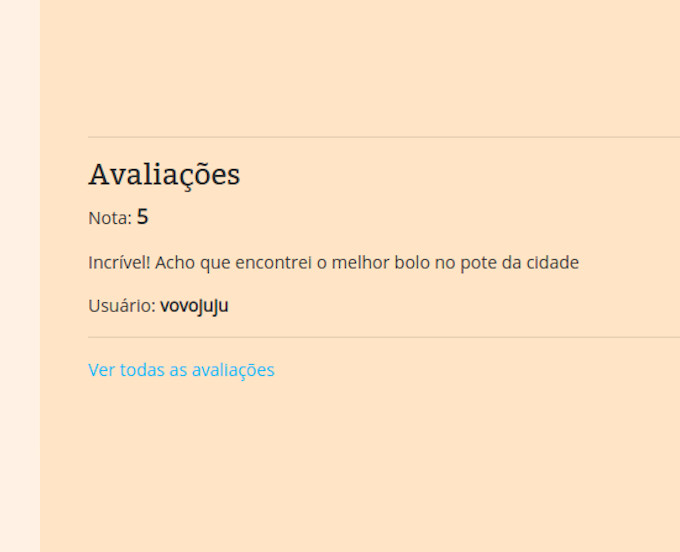 Avaliações
Nota: 5
Incrível! Acho que encontrei o melhor bolo no pote da cidade
Usuário: vovojuju
Ver todas as avaliações